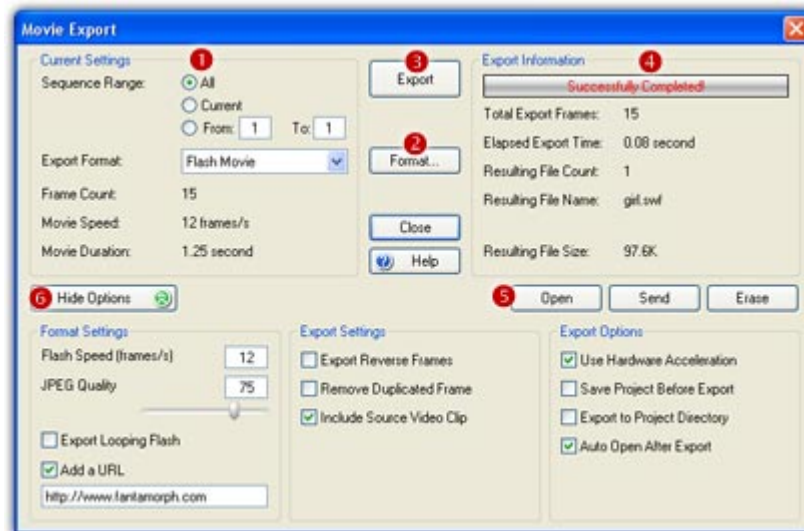 Movie Export
Current Settings
1
Sequence Range:
All
Current
From: 1 To: 1
Export Format: Flash Movie
Frame Count: 15
Movie Speed: 12 frames/s
Movie Duration: 1.25 second
3
Export
2
Format...
Close
Help
Export Information
4
Successfully Completed!
Total Export Frames: 15
Elapsed Export Time: 0.08 second
Resulting File Count: 1
Resulting File Name: girl.swf
Resulting File Size: 97.6K
6 Hide Options
5 Open Send Erase
Format Settings
Flash Speed (frames/s) 12
JPEG Quality 75
Export Looping Flash
Add a URL
http://www.fantamorph.com
Export Settings
Export Reverse Frames
Remove Duplicated Frame
Include Source Video Clip
Export Options
Use Hardware Acceleration
Save Project Before Export
Export to Project Directory
Auto Open After Export